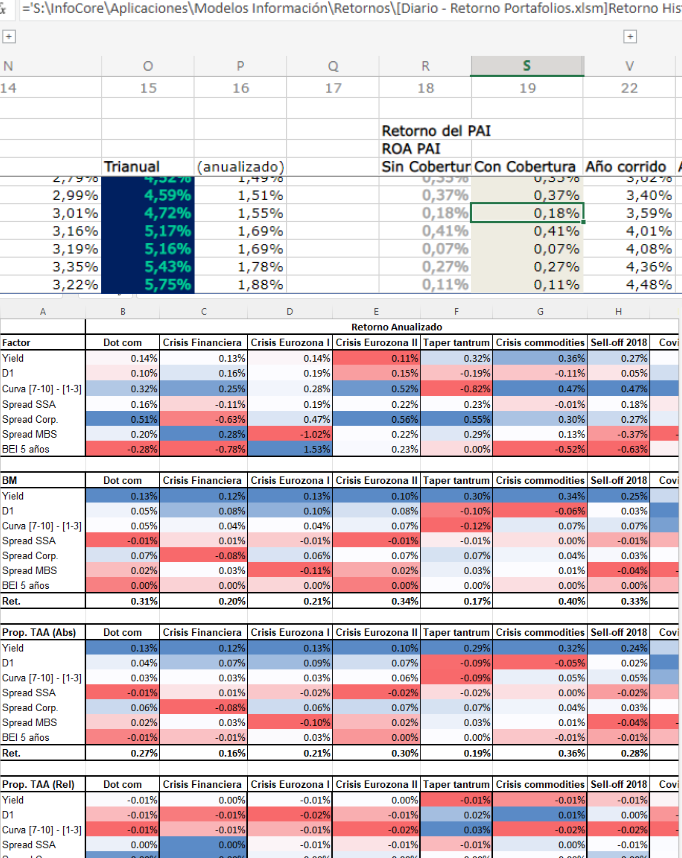 ='S:\InfoCore\Aplicaciones\Modelos Información\Retornos\[Diario - Retorno Portafolios.xlsm]Retorno His
+ +
N O P Q R S V
14 15 16 17 18 19 22
Retorno del PAI
ROA PAI
Trianual (anualizado) Sin Cobertur Con Cobertura Año corrido
2,79% 4,52% 1,49% 0,35% 0,35% 3,02%
2,99% 4,59% 1,51% 0,37% 0,37% 3,40%
3,01% 4,72% 1,55% 0,18% 0,18% 3,59%
3,16% 5,17% 1,69% 0,41% 0,41% 4,01%
3,19% 5,16% 1,69% 0,07% 0,07% 4,08%
3,35% 5,43% 1,78% 0,27% 0,27% 4,36%
3,22% 5,75% 1,88% 0,11% 0,11% 4,48%
A B C D E F G H
Retorno Anualizado
Factor Dot com Crisis Financiera Crisis Eurozona I Crisis Eurozona II Taper tantrum Crisis commodities Sell-off 2018 Covi
Yield 0.14% 0.13% 0.14% 0.11% 0.32% 0.36% 0.27%
D1 0.10% 0.16% 0.19% 0.15% -0.19% -0.11% 0.05%
Curva [7-10] - [1-3] 0.32% 0.25% 0.28% 0.52% -0.82% 0.47% 0.47%
Spread SSA 0.16% -0.11% 0.19% 0.22% 0.23% -0.01% 0.18%
Spread Corp. 0.51% -0.63% 0.47% 0.56% 0.55% 0.30% 0.27%
Spread MBS 0.20% 0.28% -1.02% 0.22% 0.29% 0.13% -0.37% -
BEI 5 años -0.28% -0.78% 1.53% 0.23% 0.00% -0.52% -0.63%
BM Dot com Crisis Financiera Crisis Eurozona I Crisis Eurozona II Taper tantrum Crisis commodities Sell-off 2018 Covi
Yield 0.13% 0.12% 0.13% 0.10% 0.30% 0.34% 0.25%
D1 0.05% 0.08% 0.10% 0.08% -0.10% -0.06% 0.03%
Curva [7-10] - [1-3] 0.05% 0.04% 0.04% 0.07% -0.12% 0.07% 0.07%
Spread SSA -0.01% 0.01% -0.01% -0.01% -0.01% 0.00% -0.01%
Spread Corp. 0.07% -0.08% 0.06% 0.07% 0.07% 0.04% 0.03%
Spread MBS 0.02% 0.03% -0.11% 0.02% 0.03% 0.01% -0.04% -
BEI 5 años 0.00% 0.00% 0.00% 0.00% 0.00% 0.00% 0.00%
Ret. 0.31% 0.20% 0.21% 0.34% 0.17% 0.40% 0.33%
Prop. TAA (Abs) Dot com Crisis Financiera Crisis Eurozona I Crisis Eurozona II Taper tantrum Crisis commodities Sell-off 2018 Covi
Yield 0.13% 0.12% 0.13% 0.10% 0.29% 0.32% 0.24%
D1 0.04% 0.07% 0.09% 0.07% -0.09% -0.05% 0.02%
Curva [7-10] - [1-3] 0.03% 0.03% 0.03% 0.06% -0.09% 0.05% 0.05%
Spread SSA -0.01% 0.01% -0.02% -0.02% -0.02% 0.00% -0.02%
Spread Corp. 0.06% -0.08% 0.06% 0.07% 0.07% 0.04% 0.03%
Spread MBS 0.02% 0.03% -0.10% 0.02% 0.03% 0.01% -0.04% -
BEI 5 años -0.01% -0.01% 0.03% 0.00% 0.00% -0.01% -0.01%
Ret. 0.27% 0.16% 0.21% 0.30% 0.19% 0.36% 0.28%
Prop. TAA (Rel) Dot com Crisis Financiera Crisis Eurozona I Crisis Eurozona II Taper tantrum Crisis commodities Sell-off 2018 Covi
Yield -0.01% 0.00% -0.01% 0.00% -0.01% -0.01% -0.01%
D1 -0.01% -0.01% -0.02% -0.01% 0.02% 0.01% 0.00% -
Curva [7-10] - [1-3] -0.01% -0.01% -0.01% -0.02% 0.03% -0.02% -0.02% -
Spread SSA 0.00% 0.00% -0.01% -0.01% -0.01% 0.00% -0.01%